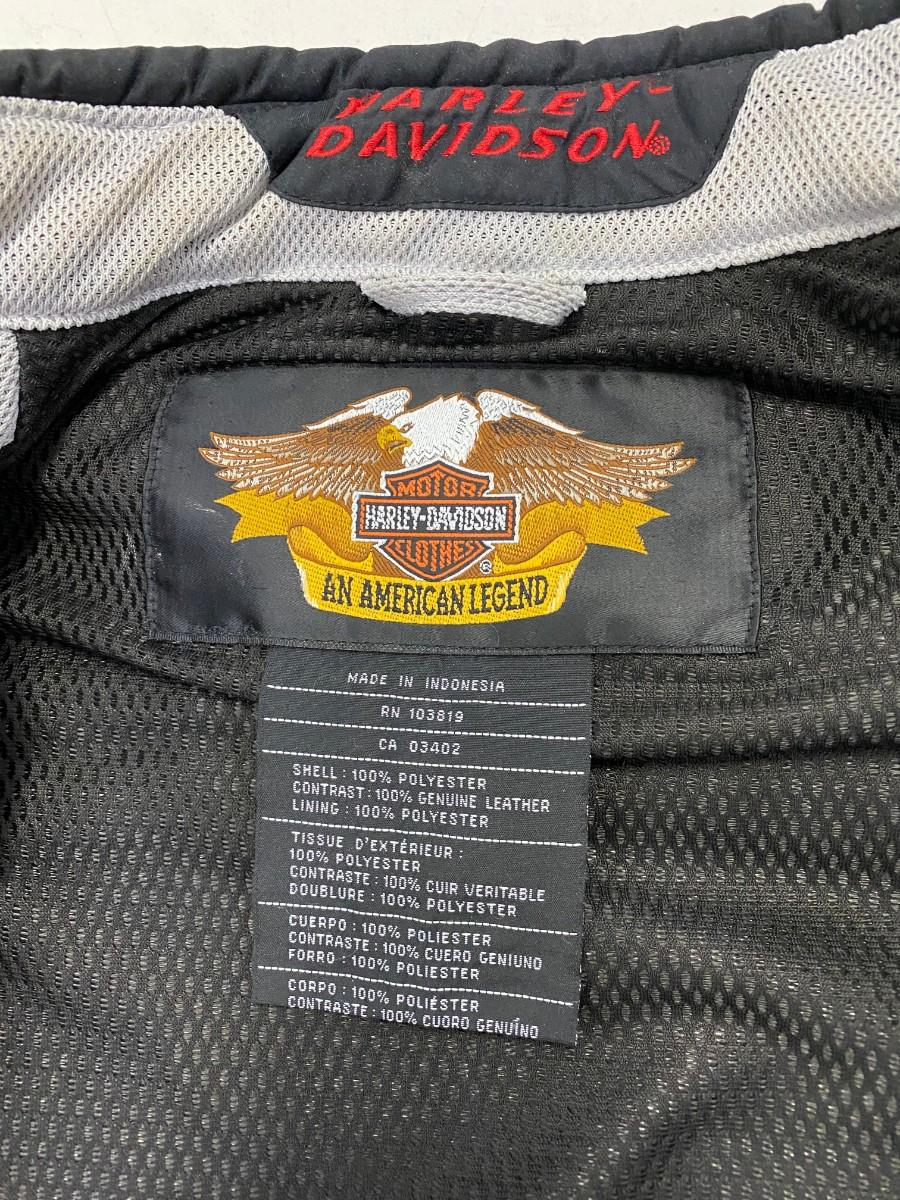 HARLEY-
DAVIDSON®
MOTOR
HARLEY-DAVIDSON
CLOTHES
®
AN AMERICAN LEGEND
MADE IN INDONESIA
RN 103819
CA 03402
SHELL : 100% POLYESTER
CONTRAST : 100% GENUINE LEATHER
LINING : 100% POLYESTER
TISSUE D'EXTÉRIEUR :
100% POLYESTER
CONTRASTE : 100% CUIR VERITABLE
DOUBLURE : 100% POLYESTER
CUERPO : 100% POLIESTER
CONTRASTE : 100% CUERO GENIUNO
FORRO : 100% POLIESTER
CORPO : 100% POLIÉSTER
CONTRASTE : 100% CUORO GENUÍNO